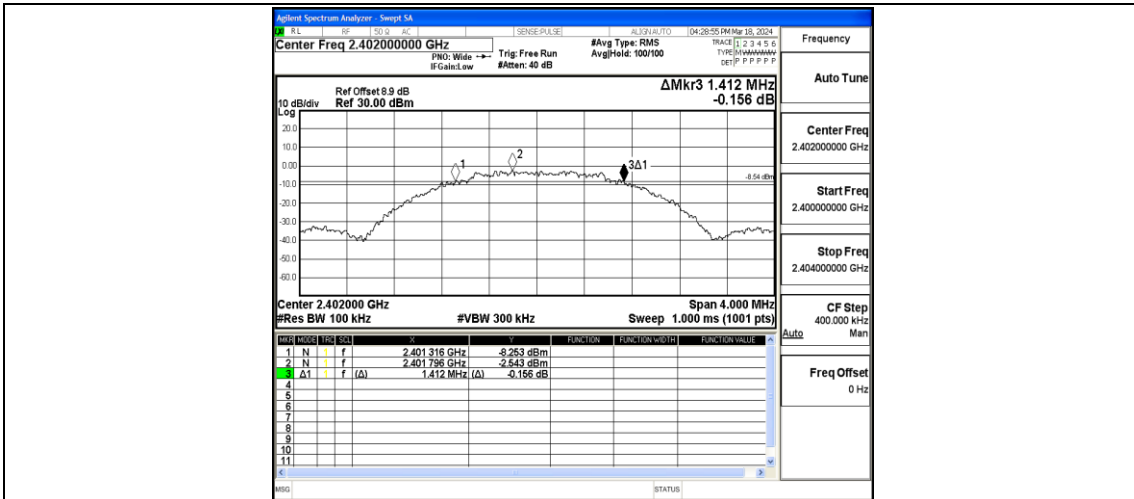 Agilent Spectrum Analyzer - Swept SA
RL RF 50 Ω AC SENSE:PULSE ALIGNAUTO 04:28:55 PM Mar 18, 2024
Center Freq 2.402000000 GHz
PNO: Wide
IFGain:Low
Trig: Free Run
#Atten: 40 dB
#Avg Type: RMS
Avg|Hold: 100/100
TRACE 1 2 3 4 5 6
TYPE M W W W W W
DET P P P P P P
Frequency
Auto Tune
Center Freq
2.402000000 GHz
Start Freq
2.400000000 GHz
Stop Freq
2.404000000 GHz
CF Step
400.000 kHz
Auto Man
Freq Offset
0 Hz
ΔMkr3 1.412 MHz
-0.156 dB
Ref Offset 8.9 dB
10 dB/div Ref 30.00 dBm
Log
20.0
10.0
0.00
-10.0
-20.0
-30.0
-40.0
-50.0
-60.0
1
2
3Δ1
-8.54 dBm
Center 2.402000 GHz Span 4.000 MHz
#Res BW 100 kHz #VBW 300 kHz Sweep 1.000 ms (1001 pts)
MKR MODE TRC SCL X Y FUNCTION FUNCTION WIDTH FUNCTION VALUE
1 N 1 f 2.401 316 GHz -8.253 dBm
2 N 1 f 2.401 796 GHz -2.543 dBm
3 Δ1 1 f (Δ) 1.412 MHz (Δ) -0.156 dB
4
5
6
7
8
9
10
11
MSG STATUS